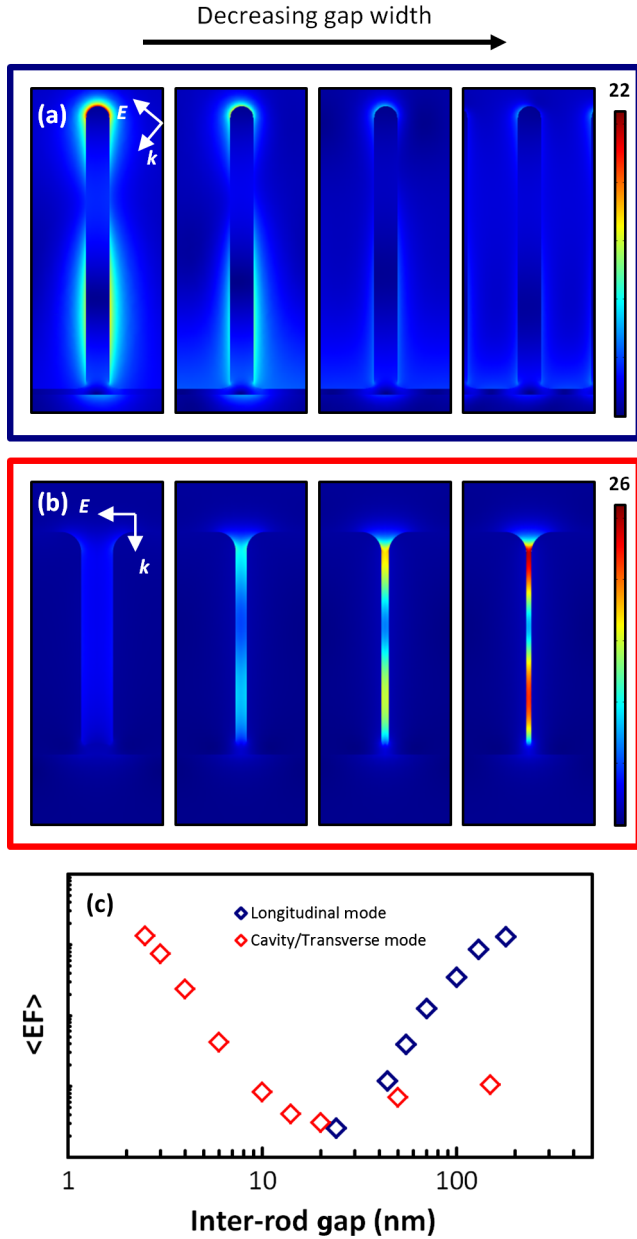 Decreasing gap width
22
(a)
E
k
26
(b)
E
k
(c)
Longitudinal mode
Cavity/Transverse mode
<EF>
1 10 100
Inter-rod gap (nm)